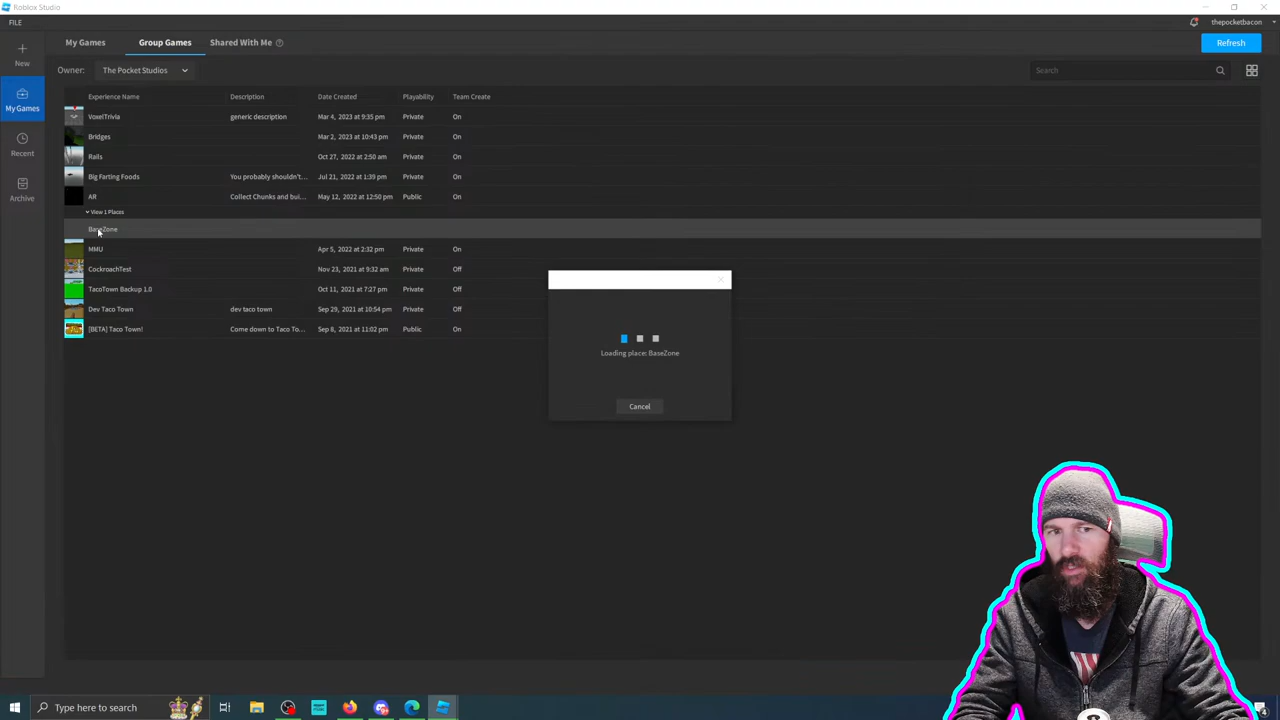 Roblox Studio
FILE
thepocketbacon
New
My Games
Recent
Archive
My Games Group Games Shared With Me
Refresh
Owner: The Pocket Studios
Search
Experience Name Description Date Created Playability Team Create
VoxelTrivia generic description Mar 4, 2023 at 9:35 pm Private On
Bridges Mar 2, 2023 at 10:43 pm Private On
Rails Oct 27, 2022 at 2:50 am Private On
Big Farting Foods You probably shouldn't... Jul 21, 2022 at 1:39 pm Private On
AR Collect Chunks and bui... May 12, 2022 at 12:50 pm Public On
View 1 Places
BaseZone
MMU Apr 5, 2022 at 2:32 pm Private On
CockroachTest Nov 23, 2021 at 9:32 am Private Off
TacoTown Backup 1.0 Oct 11, 2021 at 7:27 pm Private Off
Dev Taco Town dev taco town Sep 29, 2021 at 10:54 pm Private Off
[BETA] Taco Town! Come down to Taco To... Sep 8, 2021 at 11:02 pm Public On
Loading place: BaseZone
Cancel
Type here to search
4